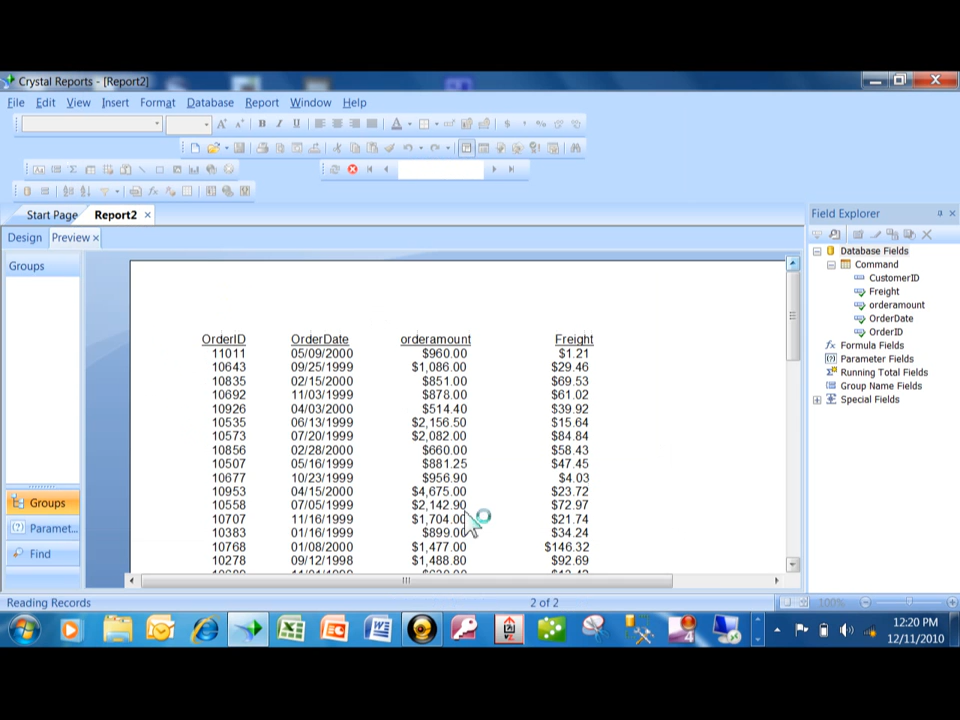 Crystal Reports - [Report2]
File Edit View Insert Format Database Report Window Help
Start Page Report2
Design Preview
Groups
Groups
Paramet...
Find
OrderID OrderDate orderamount Freight
11011 05/09/2000 $960.00 $1.21
10643 09/25/1999 $1,086.00 $29.46
10835 02/15/2000 $851.00 $69.53
10692 11/03/1999 $878.00 $61.02
10926 04/03/2000 $514.40 $39.92
10535 06/13/1999 $2,156.50 $15.64
10573 07/20/1999 $2,082.00 $84.84
10856 02/28/2000 $660.00 $58.43
10507 05/16/1999 $881.25 $47.45
10677 10/23/1999 $956.90 $4.03
10953 04/15/2000 $4,675.00 $23.72
10558 07/05/1999 $2,142.90 $72.97
10707 11/16/1999 $1,704.00 $21.74
10383 01/16/1999 $899.00 $34.24
10768 01/08/2000 $1,477.00 $146.32
10278 09/12/1998 $1,488.80 $92.69
Field Explorer
Database Fields
Command
CustomerID
Freight
orderamount
OrderDate
OrderID
Formula Fields
Parameter Fields
Running Total Fields
Group Name Fields
Special Fields
Reading Records 2 of 2 100%
12:20 PM
12/11/2010